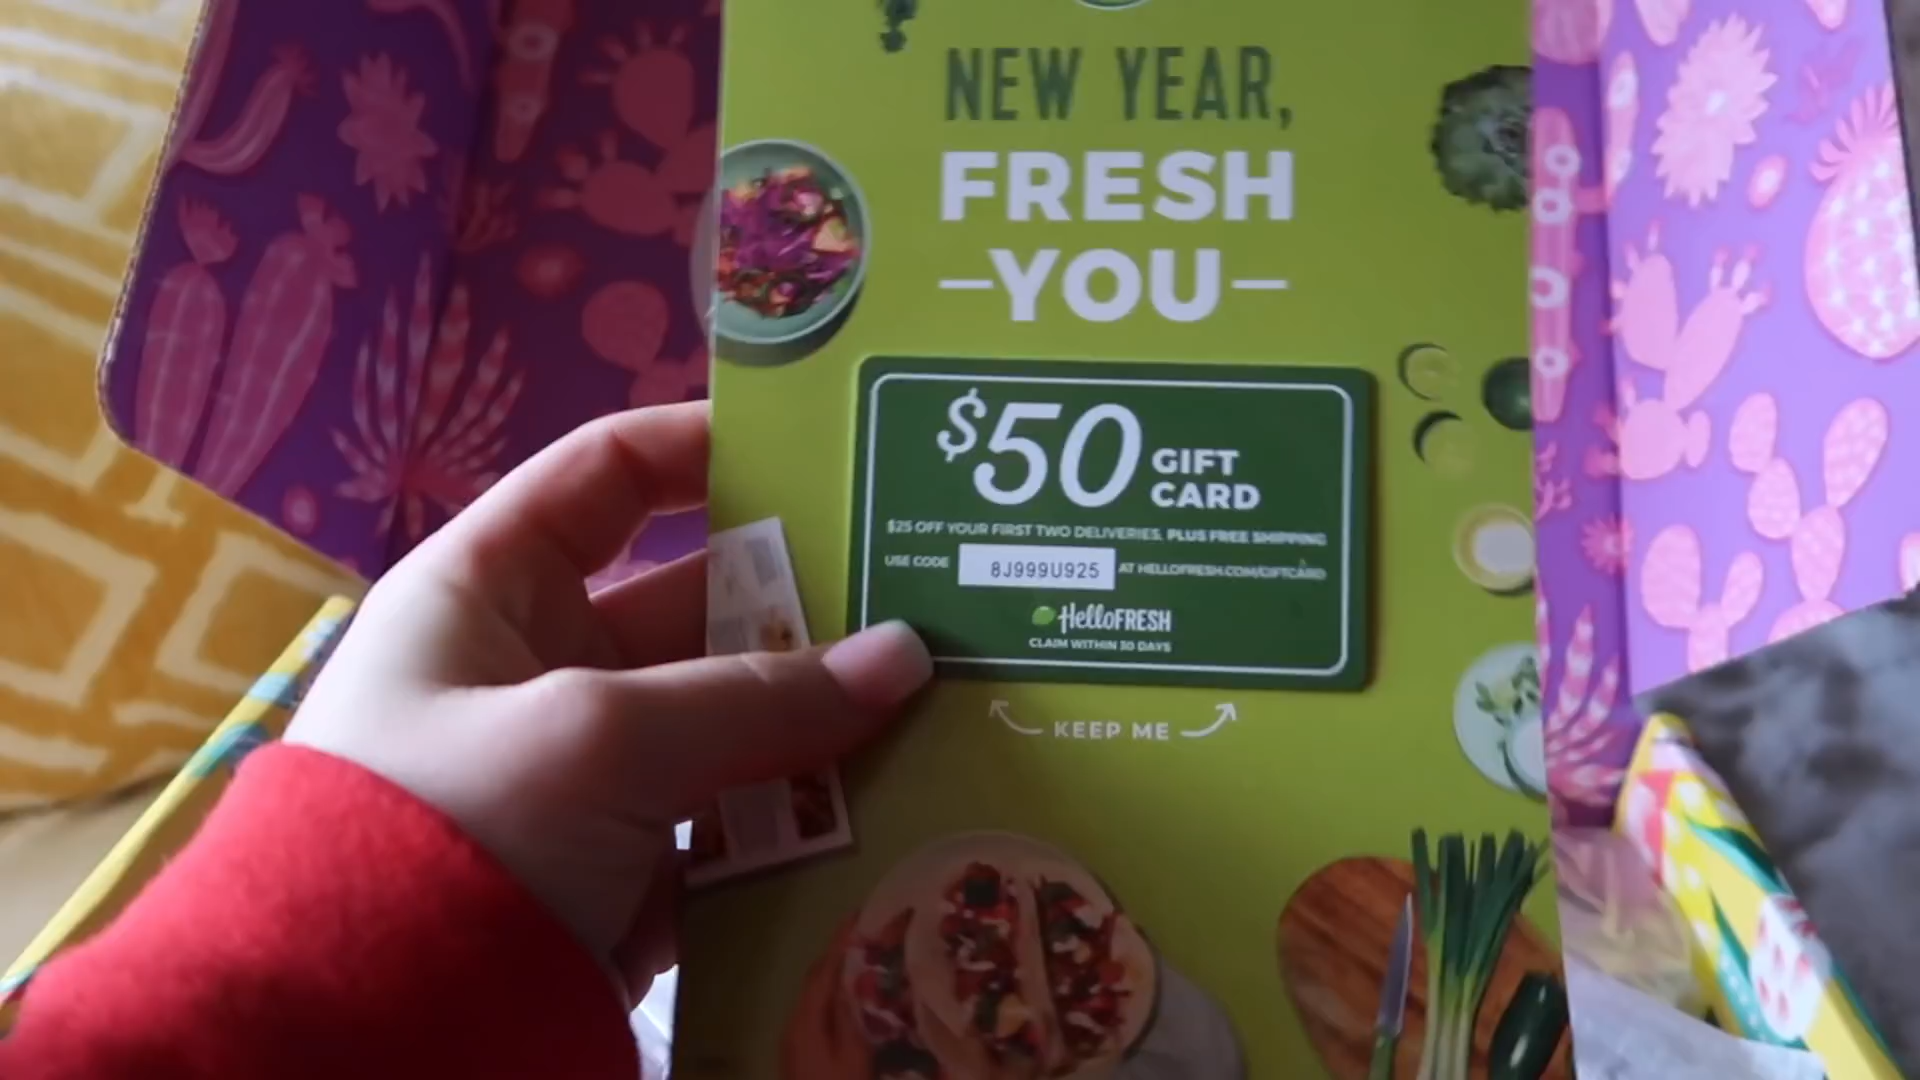 NEW YEAR,
FRESH
–YOU–
$50 GIFT
CARD
$25 OFF YOUR FIRST TWO DELIVERIES, PLUS FREE SHIPPING
USE CODE 8J999U925 AT HELLOFRESH.COM/GIFTCARD
HelloFRESH
CLAIM WITHIN 30 DAYS
KEEP ME